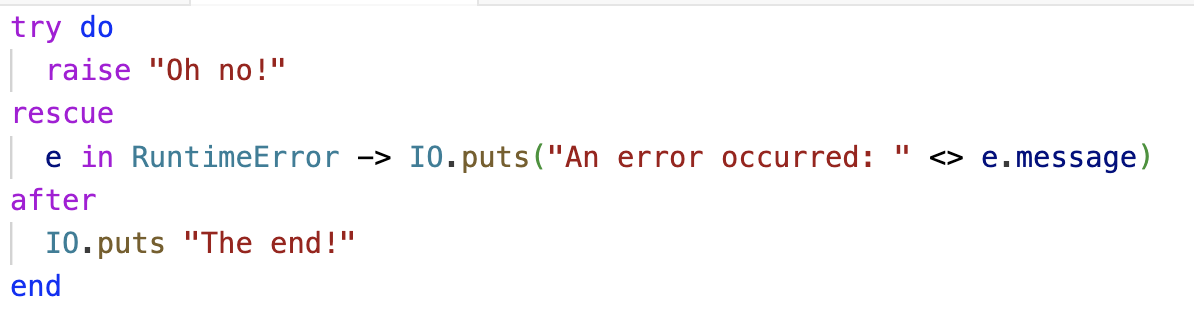 try do
raise "Oh no!"
rescue
e in RuntimeError -> IO.puts("An error occurred: " <> e.message)
after
IO.puts "The end!"
end